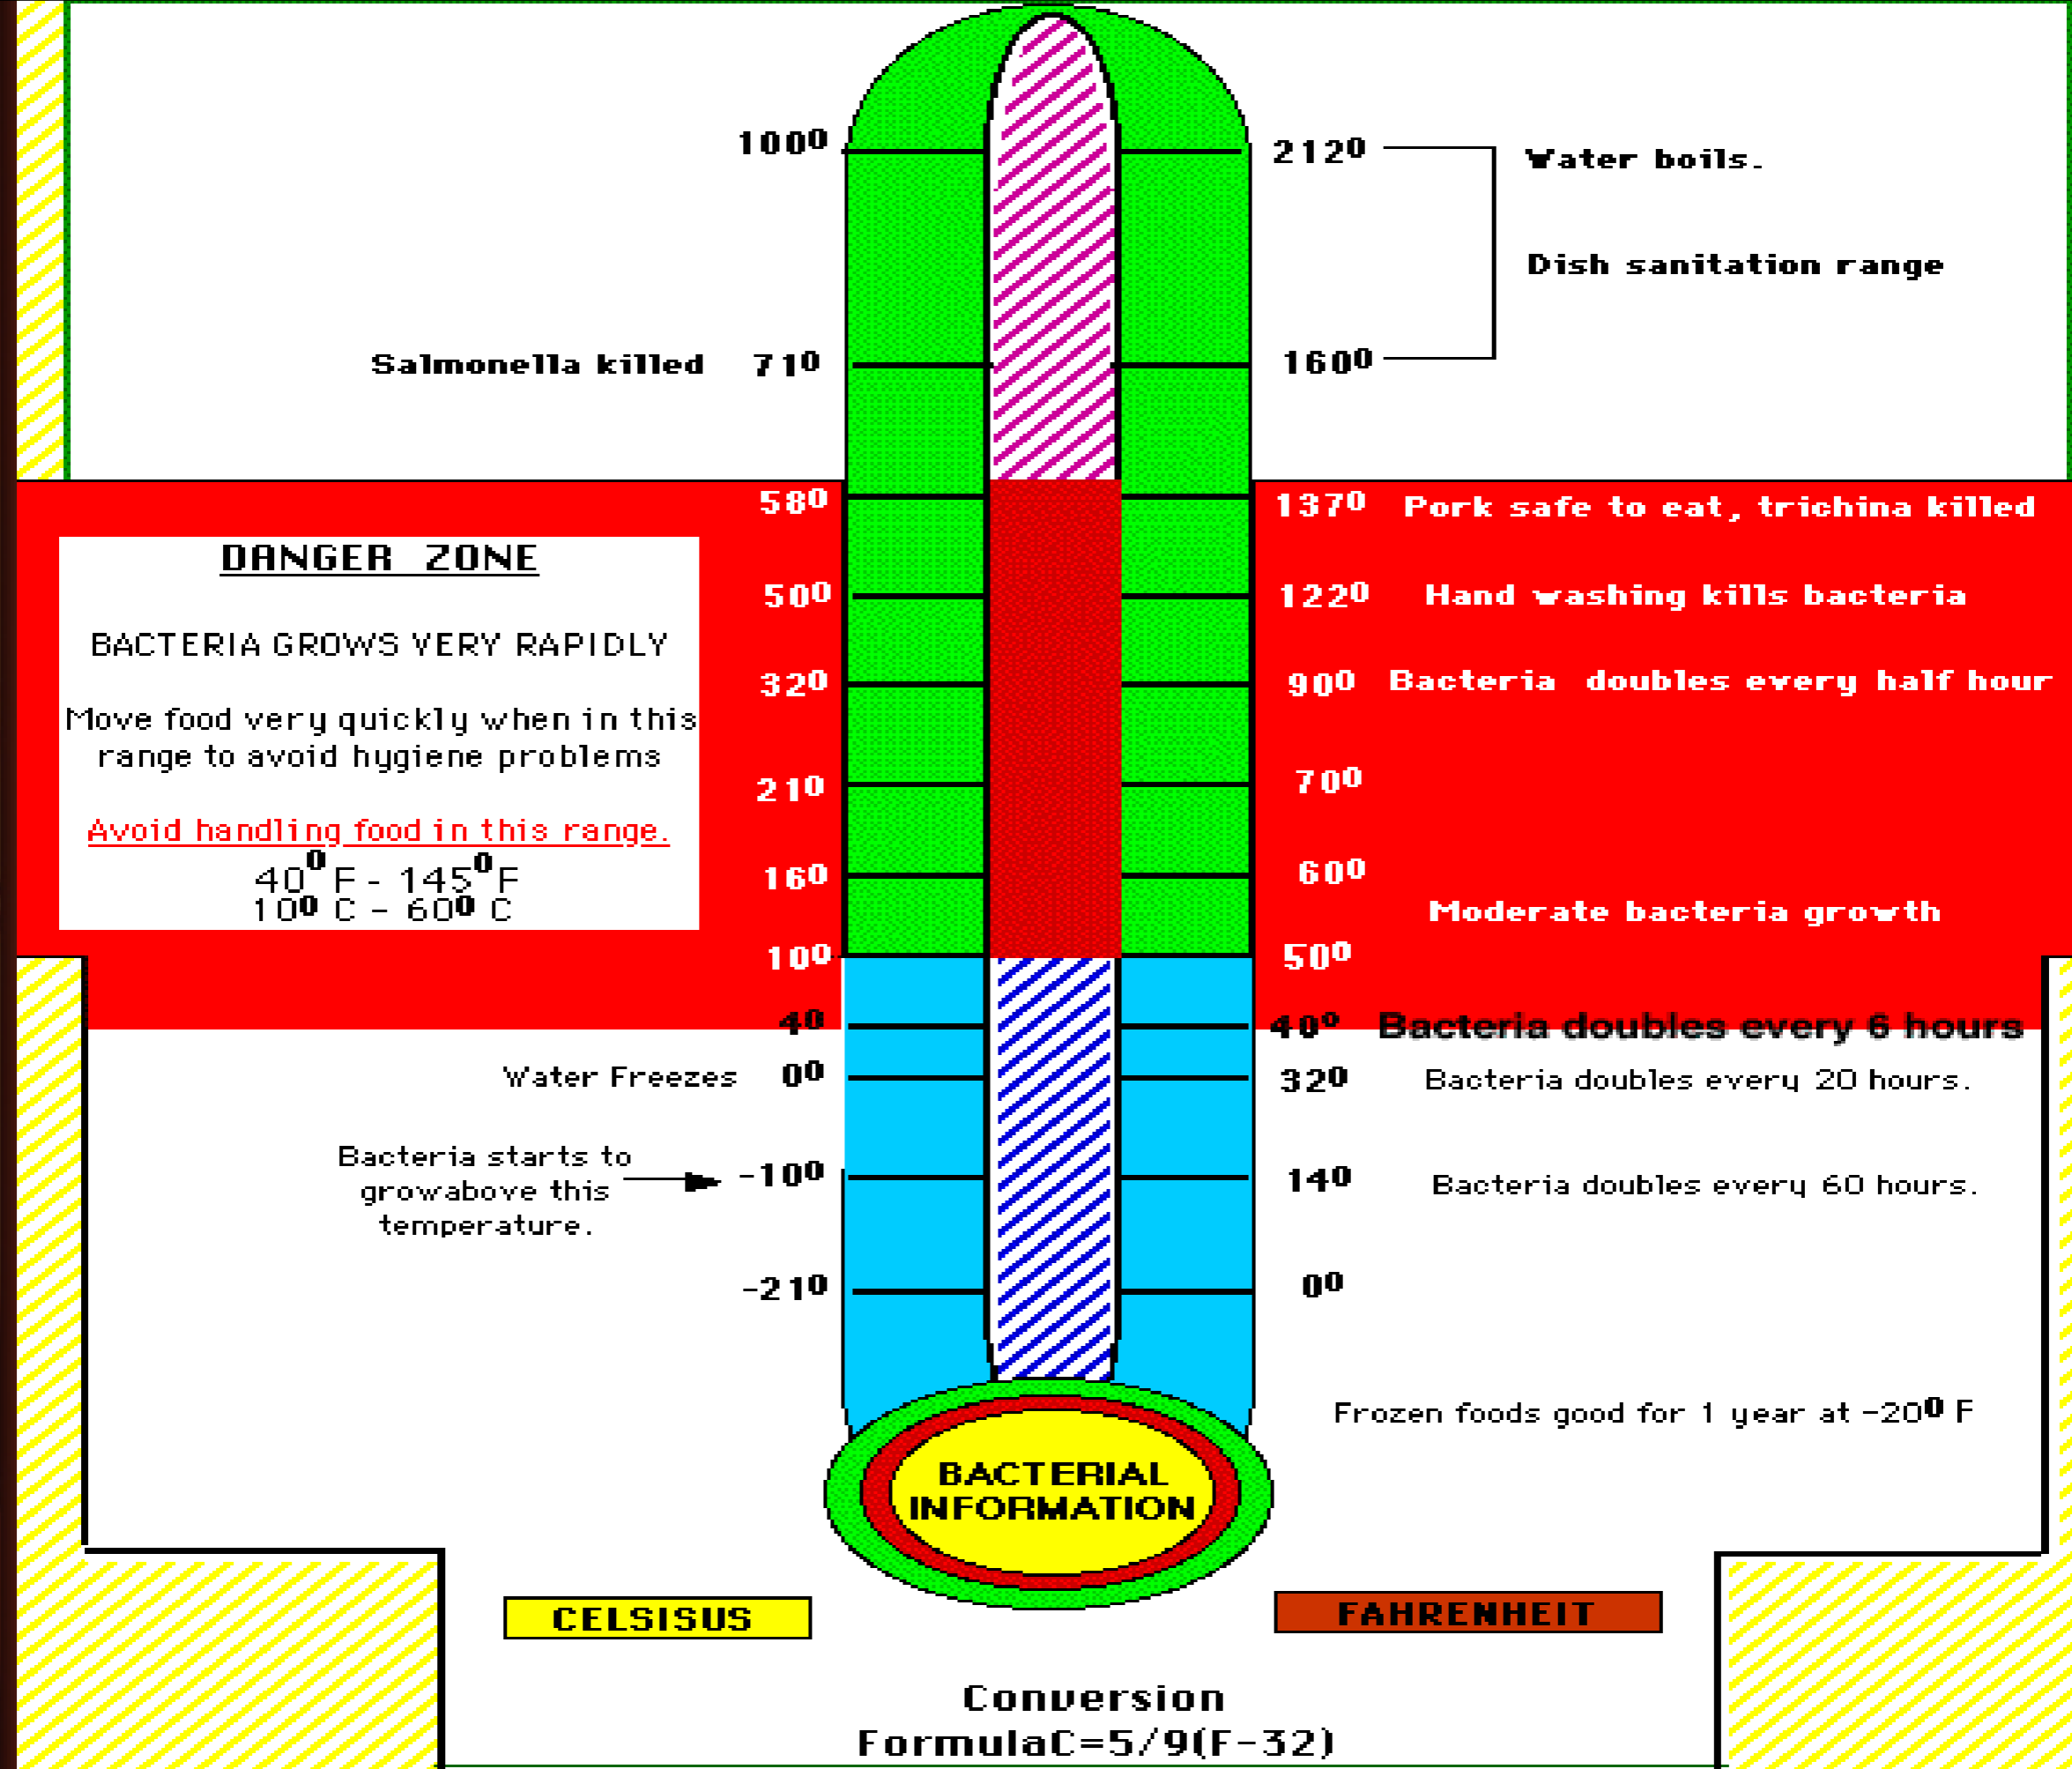 100⁰ 212⁰ Water boils.
Dish sanitation range
Salmonella killed 71⁰ 160⁰
58⁰ 137⁰ Pork safe to eat, trichina killed
DANGER ZONE
50⁰ 122⁰ Hand washing kills bacteria
BACTERIA GROWS VERY RAPIDLY
32⁰ 90⁰ Bacteria doubles every half hour
Move food very quickly when in this
range to avoid hygiene problems
21⁰ 70⁰
Avoid handling food in this range.
40⁰ F - 145⁰ F
10⁰ C - 60⁰ C
16⁰ 60⁰
Moderate bacteria growth
10⁰ 50⁰
4⁰ 40⁰ Bacteria doubles every 6 hours
Water Freezes 0⁰ 32⁰ Bacteria doubles every 20 hours.
Bacteria starts to
growabove this
temperature.
-10⁰ 14⁰ Bacteria doubles every 60 hours.
-21⁰ 0⁰
Frozen foods good for 1 year at -20⁰ F
BACTERIAL
INFORMATION
CELSISUS FAHRENHEIT
Conversion
FormulaC=5/9(F-32)